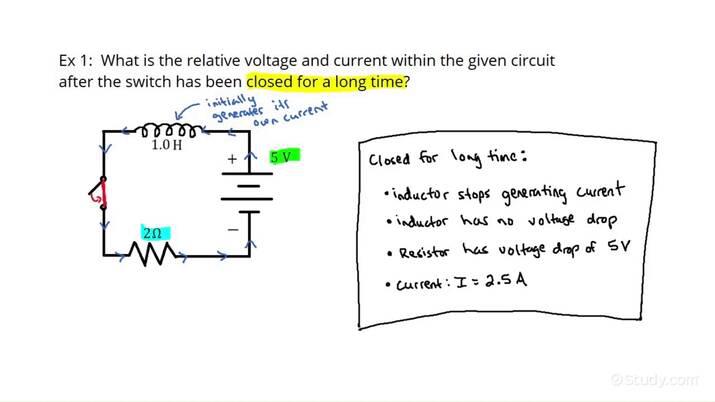 Ex 1: What is the relative voltage and current within the given circuit
after the switch has been closed for a long time?
initially
generates its
own current
1.0 H
+
5 V
2Ω
−
Closed for long time:
• inductor stops generating current
• inductor has no voltage drop
• Resistor has voltage drop of 5V
• Current: I = 2.5 A
Study.com